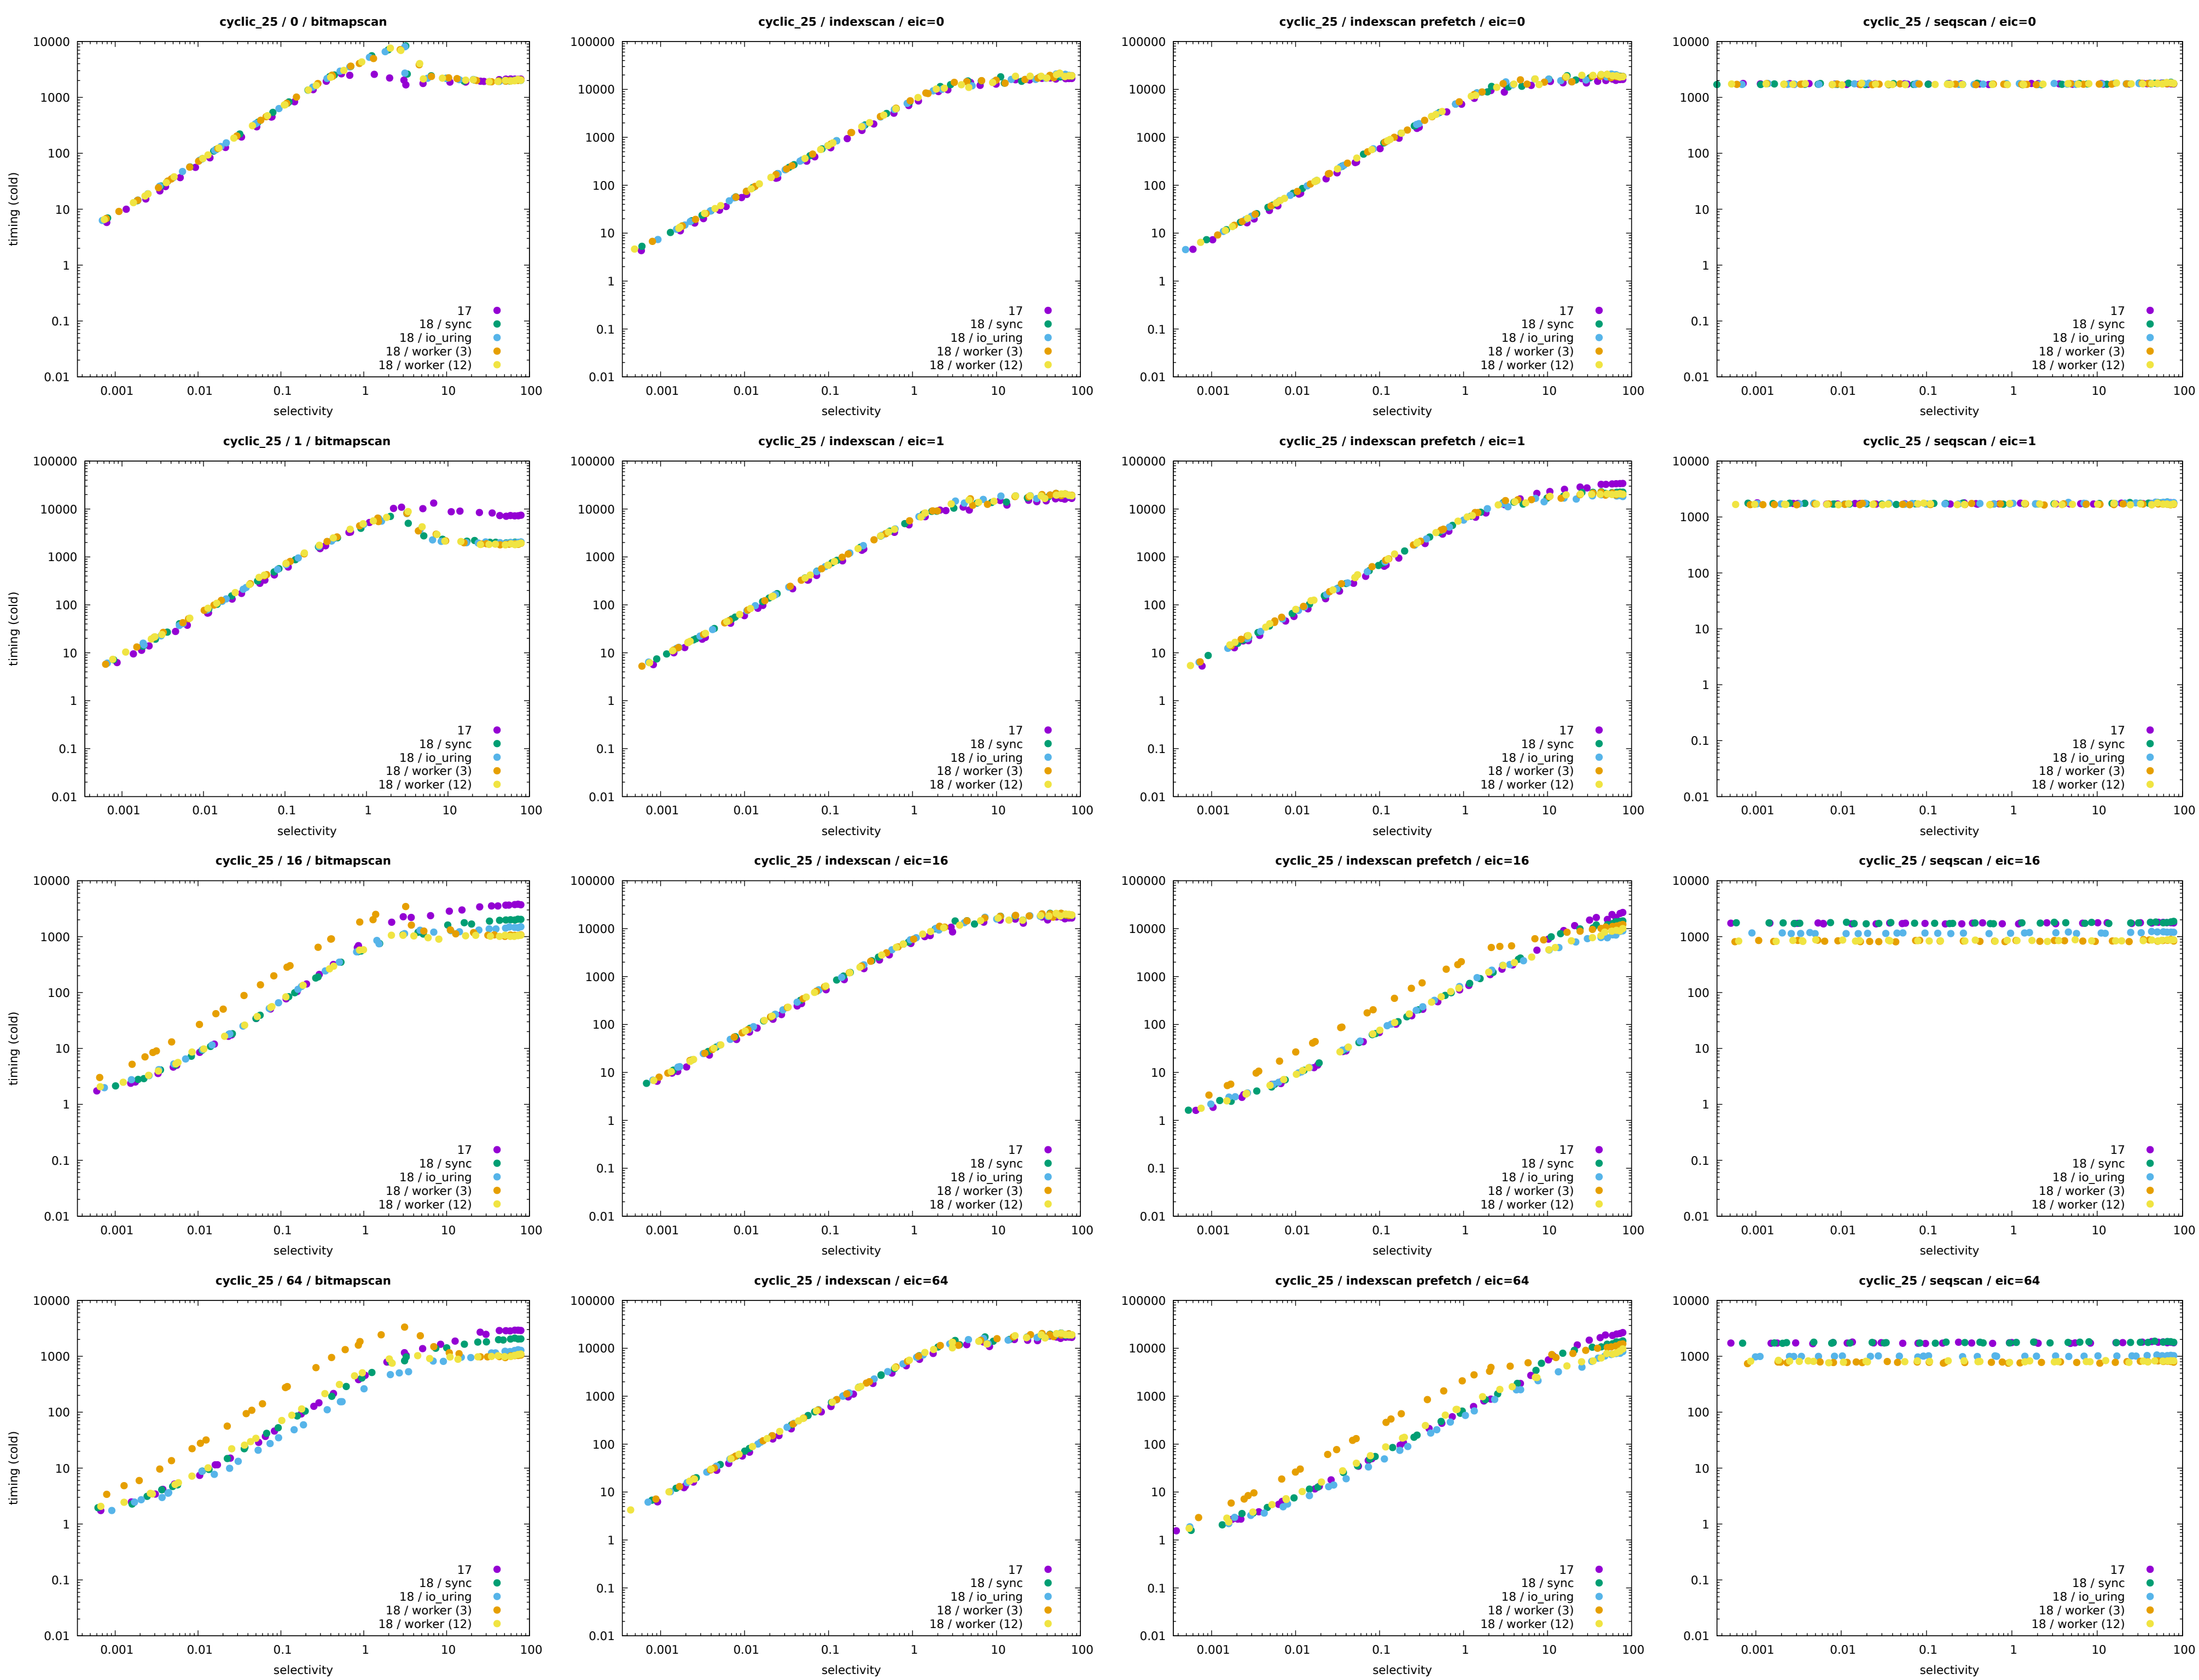 cyclic_25 / 0 / bitmapscan
timing (cold)
10000
1000
100
10
1
0.1
0.01
17
18 / sync
18 / io_uring
18 / worker (3)
18 / worker (12)
0.001 0.01 0.1 1 10 100
selectivity
cyclic_25 / indexscan / eic=0
100000
10000
1000
100
10
1
0.1
0.01
17
18 / sync
18 / io_uring
18 / worker (3)
18 / worker (12)
0.001 0.01 0.1 1 10 100
selectivity
cyclic_25 / indexscan prefetch / eic=0
100000
10000
1000
100
10
1
0.1
0.01
17
18 / sync
18 / io_uring
18 / worker (3)
18 / worker (12)
0.001 0.01 0.1 1 10 100
selectivity
cyclic_25 / seqscan / eic=0
10000
1000
100
10
1
0.1
0.01
17
18 / sync
18 / io_uring
18 / worker (3)
18 / worker (12)
0.001 0.01 0.1 1 10 100
selectivity
cyclic_25 / 1 / bitmapscan
timing (cold)
100000
10000
1000
100
10
1
0.1
0.01
17
18 / sync
18 / io_uring
18 / worker (3)
18 / worker (12)
0.001 0.01 0.1 1 10 100
selectivity
cyclic_25 / indexscan / eic=1
100000
10000
1000
100
10
1
0.1
0.01
17
18 / sync
18 / io_uring
18 / worker (3)
18 / worker (12)
0.001 0.01 0.1 1 10 100
selectivity
cyclic_25 / indexscan prefetch / eic=1
100000
10000
1000
100
10
1
0.1
0.01
17
18 / sync
18 / io_uring
18 / worker (3)
18 / worker (12)
0.001 0.01 0.1 1 10 100
selectivity
cyclic_25 / seqscan / eic=1
10000
1000
100
10
1
0.1
0.01
17
18 / sync
18 / io_uring
18 / worker (3)
18 / worker (12)
0.001 0.01 0.1 1 10 100
selectivity
cyclic_25 / 16 / bitmapscan
timing (cold)
10000
1000
100
10
1
0.1
0.01
17
18 / sync
18 / io_uring
18 / worker (3)
18 / worker (12)
0.001 0.01 0.1 1 10 100
selectivity
cyclic_25 / indexscan / eic=16
100000
10000
1000
100
10
1
0.1
0.01
17
18 / sync
18 / io_uring
18 / worker (3)
18 / worker (12)
0.001 0.01 0.1 1 10 100
selectivity
cyclic_25 / indexscan prefetch / eic=16
100000
10000
1000
100
10
1
0.1
0.01
17
18 / sync
18 / io_uring
18 / worker (3)
18 / worker (12)
0.001 0.01 0.1 1 10 100
selectivity
cyclic_25 / seqscan / eic=16
10000
1000
100
10
1
0.1
0.01
17
18 / sync
18 / io_uring
18 / worker (3)
18 / worker (12)
0.001 0.01 0.1 1 10 100
selectivity
cyclic_25 / 64 / bitmapscan
timing (cold)
10000
1000
100
10
1
0.1
0.01
17
18 / sync
18 / io_uring
18 / worker (3)
18 / worker (12)
0.001 0.01 0.1 1 10 100
selectivity
cyclic_25 / indexscan / eic=64
100000
10000
1000
100
10
1
0.1
0.01
17
18 / sync
18 / io_uring
18 / worker (3)
18 / worker (12)
0.001 0.01 0.1 1 10 100
selectivity
cyclic_25 / indexscan prefetch / eic=64
100000
10000
1000
100
10
1
0.1
0.01
17
18 / sync
18 / io_uring
18 / worker (3)
18 / worker (12)
0.001 0.01 0.1 1 10 100
selectivity
cyclic_25 / seqscan / eic=64
10000
1000
100
10
1
0.1
0.01
17
18 / sync
18 / io_uring
18 / worker (3)
18 / worker (12)
0.001 0.01 0.1 1 10 100
selectivity